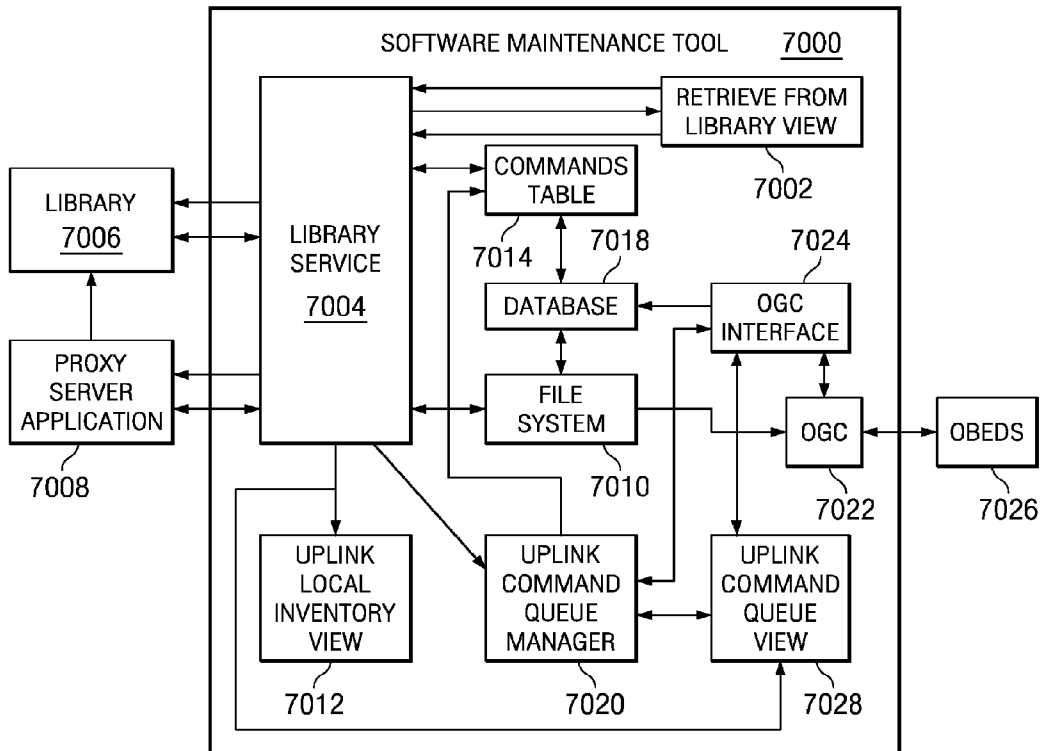 SOFTWARE MAINTENANCE TOOL 7000
RETRIEVE FROM
LIBRARY VIEW
7002
COMMANDS
TABLE
7014
LIBRARY
7006
LIBRARY
SERVICE
7004
7018
DATABASE
7024
OGC
INTERFACE
PROXY
SERVER
APPLICATION
7008
FILE
SYSTEM
7010
OGC
7022
OBEDS
7026
UPLINK
LOCAL
INVENTORY
VIEW
7012
UPLINK
COMMAND
QUEUE
MANAGER
7020
UPLINK
COMMAND
QUEUE
VIEW
7028